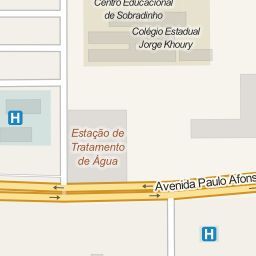 Centro Educacional
de Sobradinho
Colégio Estadual
Jorge Khoury
H
Estação de
Tratamento
de Água
Avenida Paulo Afons
H